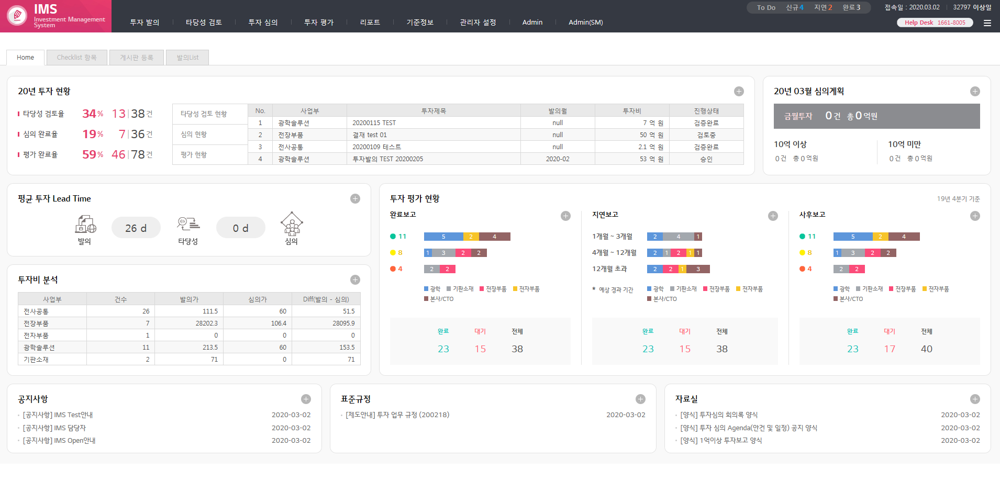 IMS
Investment Management
System
To Do 신규4 지연2 완료3
접속일 : 2020.03.02 | 32797 이상일
투자 발의 | 타당성 검토 | 투자 심의 | 투자 평가 | 리포트 | 기준정보 | 관리자 설정 | Admin | Admin(SM)
Help Desk 1661-8005
Home
Checklist 항목
게시판 등록
발의List
20년 투자 현황
타당성 검토율 34% 13|38건
심의 완료율 19% 7|36건
평가 완료율 59% 46|78건
타당성 검토 현황
심의 현황
평가 현황
No. 사업부 투자제목 발의월 투자비 진행상태
1 광학솔루션 20200115 TEST null 7 억 원 검증완료
2 전장부품 결재 test 01 null 50 억 원 검토중
3 전사공통 20200109 테스트 null 2.1 억 원 검증완료
4 광학솔루션 투자발의 TEST 20200205 2020-02 53 억 원 승인
20년 03월 심의계획
금월투자 0건 총0억원
10억 이상
0건 총0억원
10억 미만
0건 총0억원
평균 투자 Lead Time
26 d
0 d
발의 타당성 심의
투자비 분석
사업부 건수 발의가 심의가 Diff(발의 - 심의)
전사공통 26 111.5 60 51.5
전장부품 7 28202.3 106.4 28095.9
전자부품 1 0 0 0
광학솔루션 11 213.5 60 153.5
기판소재 2 71 0 71
투자 평가 현황
19년 4분기 기준
완료보고
11 5 2 4
8 1 3 2 2
4 2 2
광학 기판소재 전장부품 전자부품
본사/CTO
완료 대기 전체
23 15 38
지연보고
1개월 ~ 3개월 2 4 1
4개월 ~ 12개월 2 1 2 1 1
12개월 초과 2 2 1 3
* 예상 경과 기간
광학 기판소재 전장부품 전자부품
본사/CTO
완료 대기 전체
23 15 38
사후보고
11 5 2 4
8 1 3 2 2
4 2 2
광학 기판소재 전장부품 전자부품
본사/CTO
완료 대기 전체
23 17 40
공지사항
[공지사항] IMS Test안내 2020-03-02
[공지사항] IMS 담당자 2020-03-02
[공지사항] IMS Open안내 2020-03-02
표준규정
[제도안내] 투자 업무 규정 (200218) 2020-03-02
자료실
[양식] 투자심의 회의록 양식 2020-03-02
[양식] 투자 심의 Agenda(안건 및 일정) 공지 양식 2020-03-02
[양식] 1억이상 투자보고 양식 2020-03-02